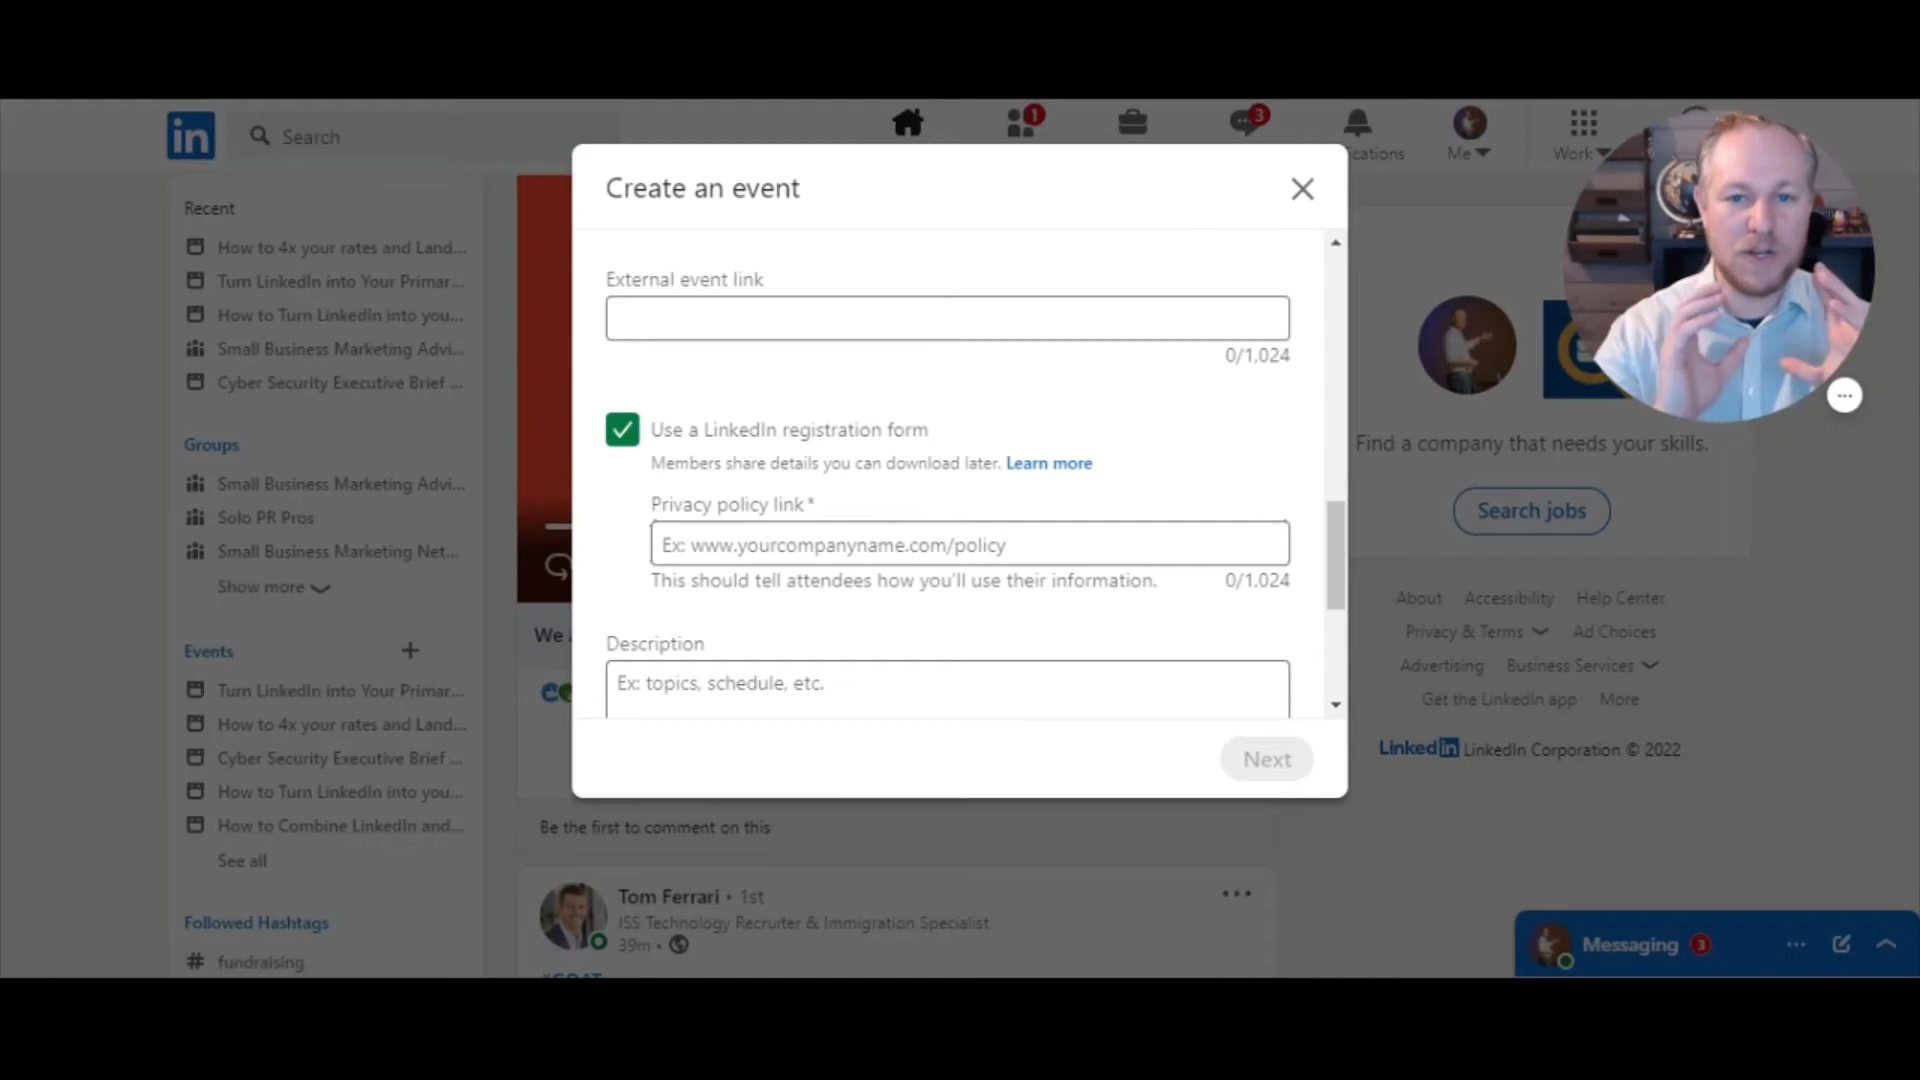 in
Search
1
3
cations
Me
Work
Recent
How to 4x your rates and Land...
Turn LinkedIn into Your Primar...
How to Turn LinkedIn into you...
Small Business Marketing Advi...
Cyber Security Executive Brief ...
Groups
Small Business Marketing Advi...
Solo PR Pros
Small Business Marketing Net...
Show more
Events
Turn LinkedIn into Your Primar...
How to 4x your rates and Land...
Cyber Security Executive Brief ...
How to Turn LinkedIn into you...
How to Combine LinkedIn and...
See all
Followed Hashtags
# fundraising
Create an event
External event link
0/1,024
Use a LinkedIn registration form
Members share details you can download later. Learn more
Privacy policy link*
Ex: www.yourcompanyname.com/policy
This should tell attendees how you'll use their information. 0/1,024
Description
Ex: topics, schedule, etc.
Next
We
Be the first to comment on this
Tom Ferrari • 1st
ISS Technology Recruiter & Immigration Specialist
39m •
#GOAT
Find a company that needs your skills.
Search jobs
About Accessibility Help Center
Privacy & Terms Ad Choices
Advertising Business Services
Get the LinkedIn app More
LinkedIn LinkedIn Corporation © 2022
Messaging 3